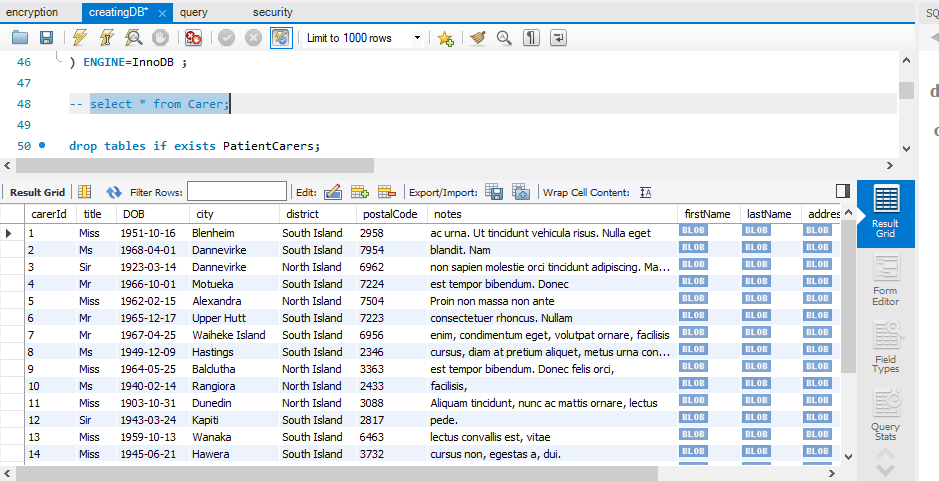 encryption creatingDB* query security
SQ
Limit to 1000 rows
46 ) ENGINE=InnoDB ;
47
48 -- select * from Carer;
49
50 drop tables if exists PatientCarers;
Result Grid Filter Rows: Edit: Export/Import: Wrap Cell Content: IA
carerId title DOB city district postalCode notes firstName lastName addres
1 Miss 1951-10-16 Blenheim South Island 2958 ac urna. Ut tincidunt vehicula risus. Nulla eget BLOB BLOB BLOB
2 Ms 1968-04-01 Dannevirke South Island 7954 blandit. Nam BLOB BLOB BLOB
3 Sir 1923-03-14 Dannevirke North Island 6962 non sapien molestie orci tincidunt adipiscing. Ma... BLOB BLOB BLOB
4 Mr 1966-10-01 Motueka South Island 7224 est tempor bibendum. Donec BLOB BLOB BLOB
5 Miss 1962-02-15 Alexandra North Island 7504 Proin non massa non ante BLOB BLOB BLOB
6 Mr 1965-12-17 Upper Hutt South Island 7223 consectetuer rhoncus. Nullam BLOB BLOB BLOB
7 Mr 1967-04-25 Waiheke Island South Island 6956 enim, condimentum eget, volutpat ornare, facilisis BLOB BLOB BLOB
8 Ms 1949-12-09 Hastings South Island 2346 cursus, diam at pretium aliquet, metus urna con... BLOB BLOB BLOB
9 Miss 1964-05-25 Balclutha North Island 3363 est tempor bibendum. Donec felis orci, BLOB BLOB BLOB
10 Ms 1940-02-14 Rangiora North Island 2433 facilisis, BLOB BLOB BLOB
11 Miss 1903-10-31 Dunedin North Island 3088 Aliquam tincidunt, nunc ac mattis ornare, lectus BLOB BLOB BLOB
12 Sir 1943-03-24 Kapiti South Island 2817 pede. BLOB BLOB BLOB
13 Miss 1959-10-13 Wanaka South Island 6463 lectus convallis est, vitae BLOB BLOB BLOB
14 Miss 1945-06-21 Hawera South Island 3732 cursus non, egestas a, dui. BLOB BLOB BLOB
Result
Grid
Form
Editor
Field
Types
Query
Stats